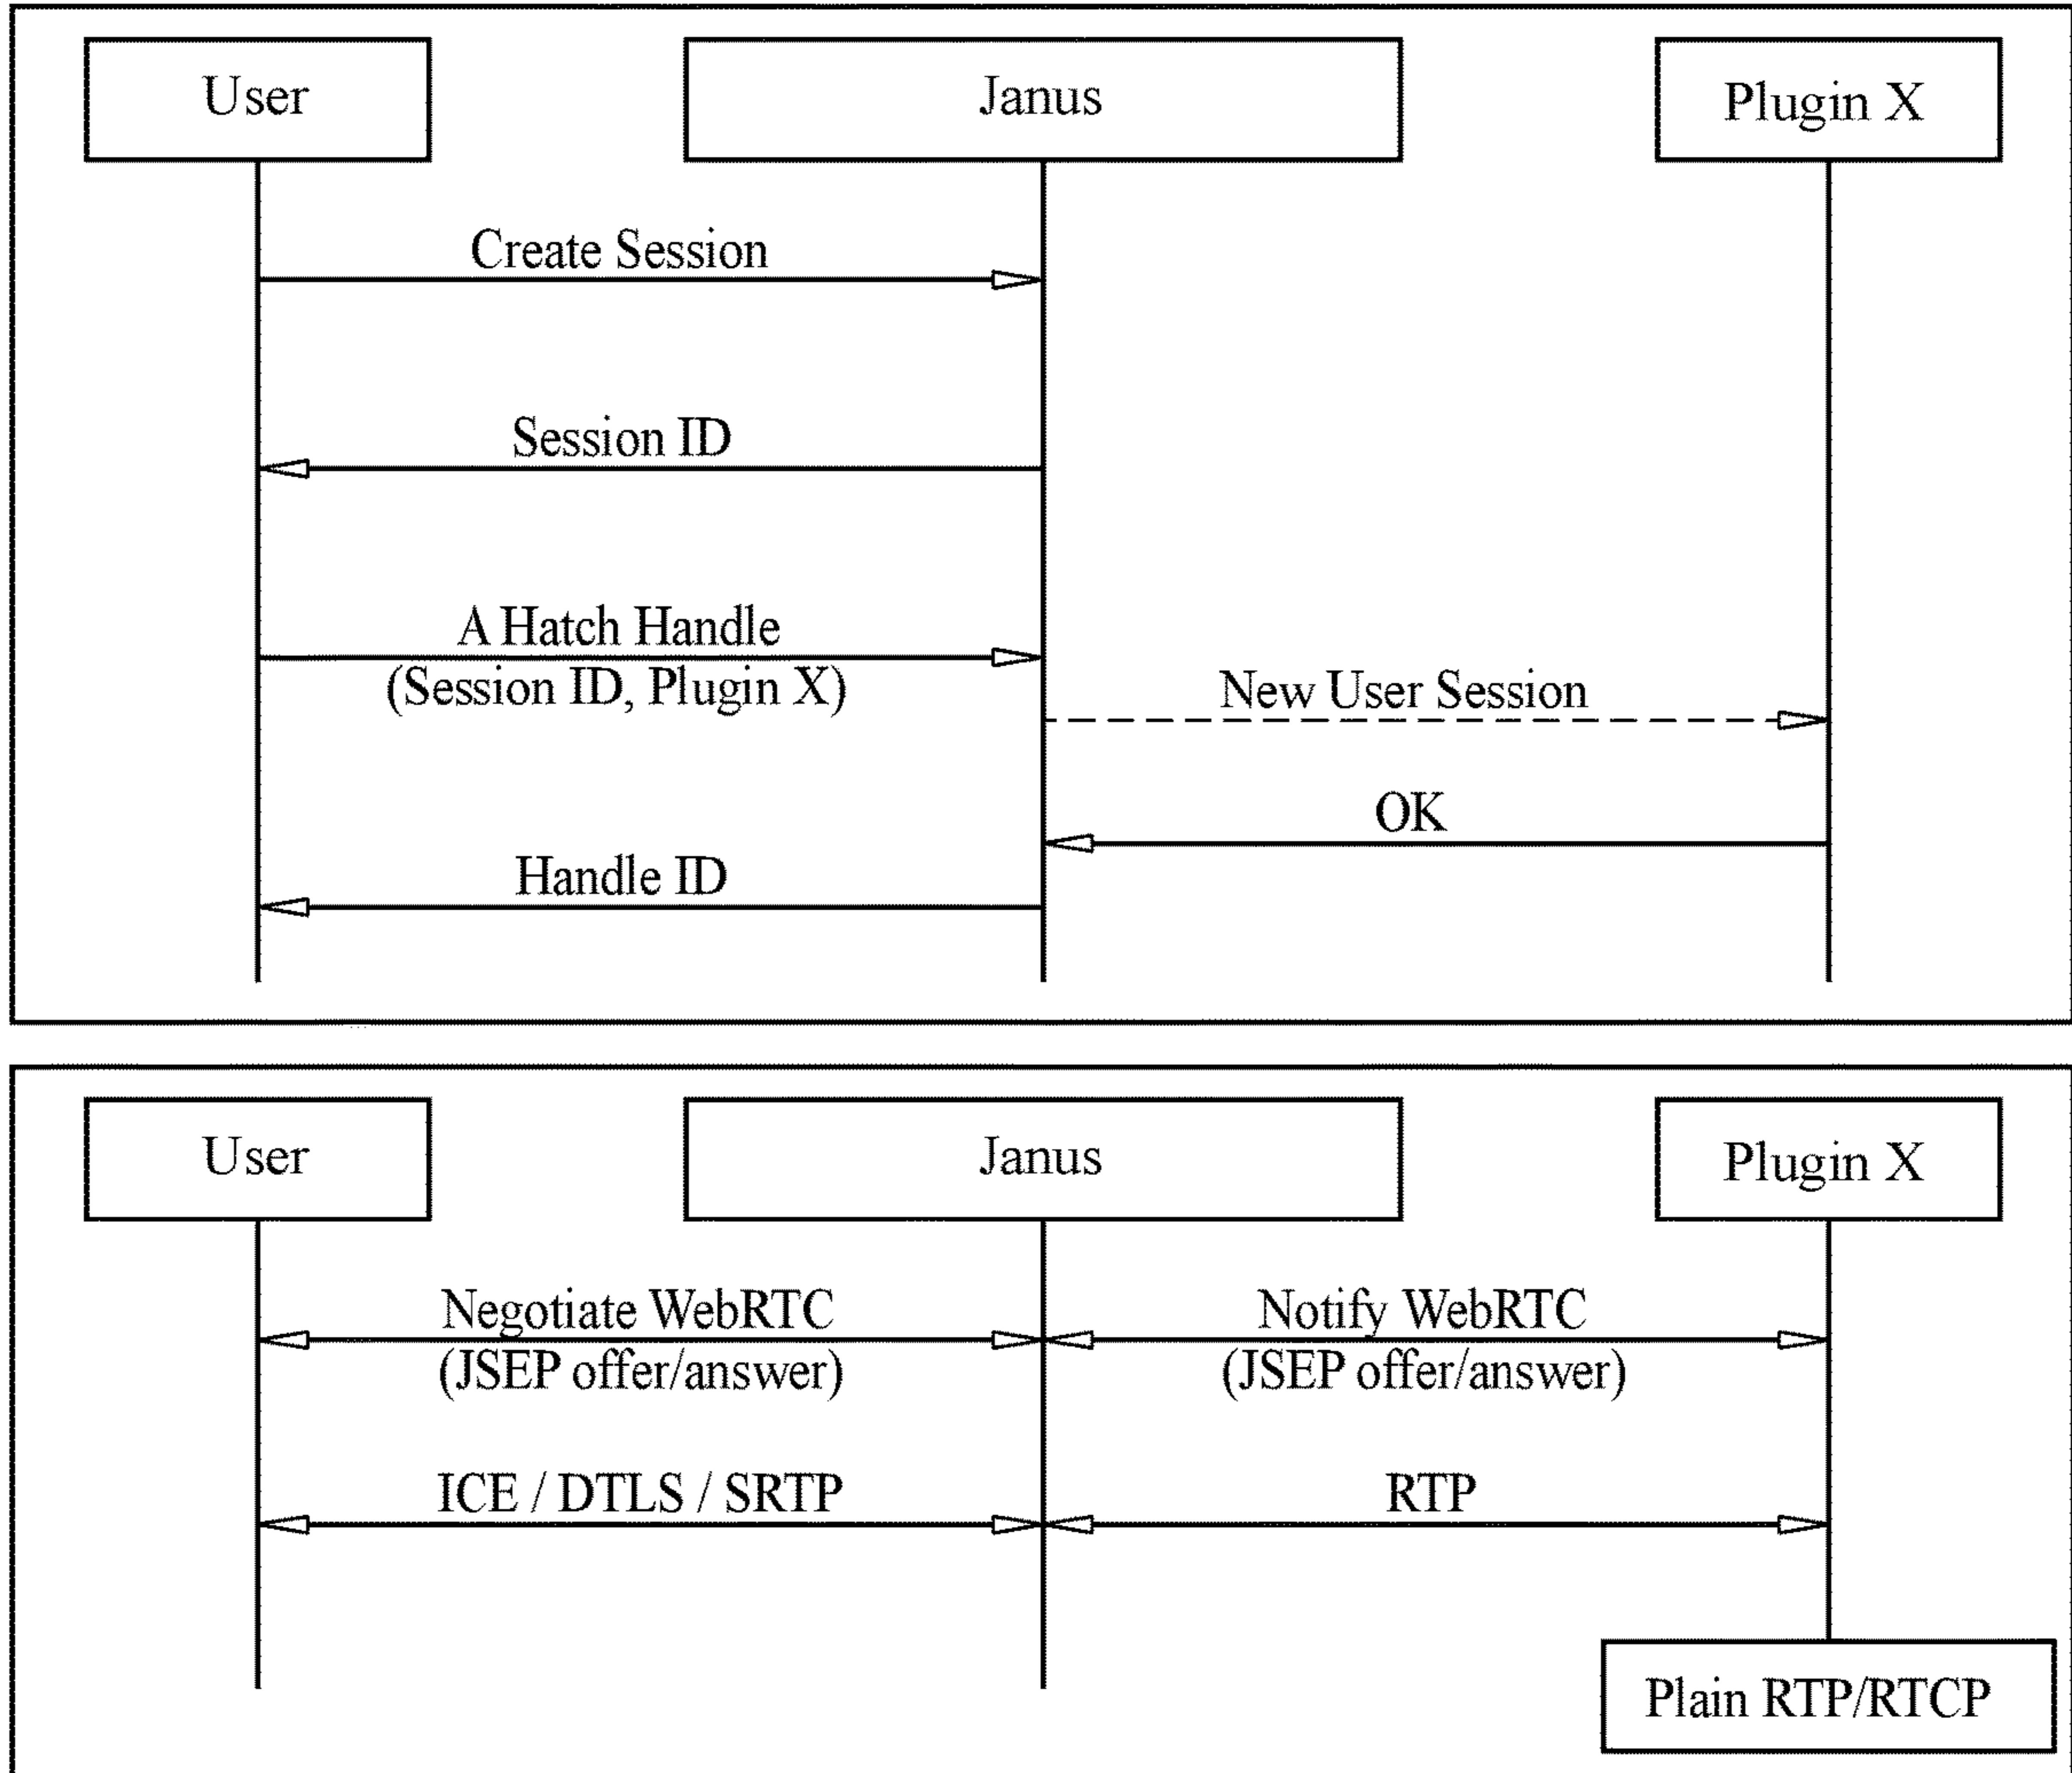 User
Janus
Plugin X
Create Session
Session ID
A Hatch Handle
(Session ID, Plugin X)
New User Session
OK
Handle ID
User
Janus
Plugin X
Negotiate WebRTC
(JSEP offer/answer)
Notify WebRTC
(JSEP offer/answer)
ICE / DTLS / SRTP
RTP
Plain RTP/RTCP